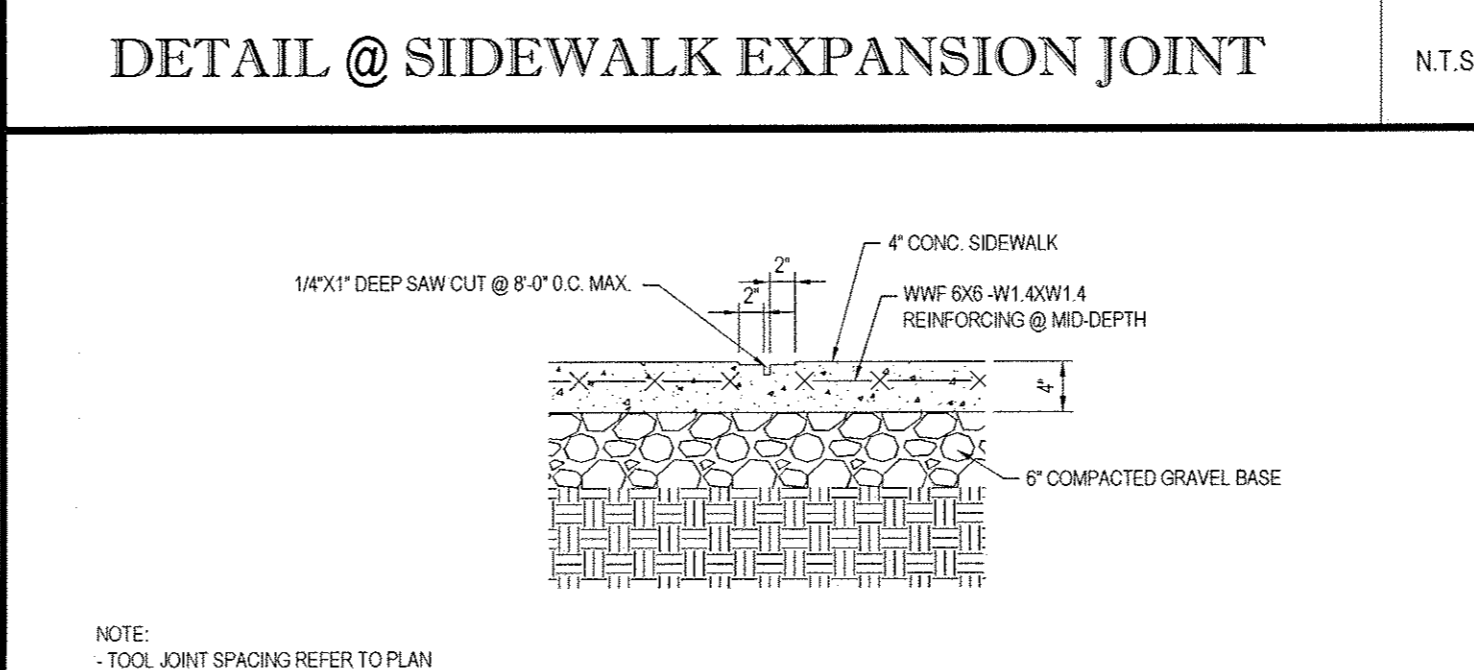 DETAIL @ SIDEWALK EXPANSION JOINT
N.T.S
4" CONC. SIDEWALK
2"
1/4"X1" DEEP SAW CUT @ 8'-0" O.C. MAX.
2"
WWF 6X6 -W1.4XW1.4
REINFORCING @ MID-DEPTH
4"
6" COMPACTED GRAVEL BASE
NOTE:
- TOOL JOINT SPACING REFER TO PLAN